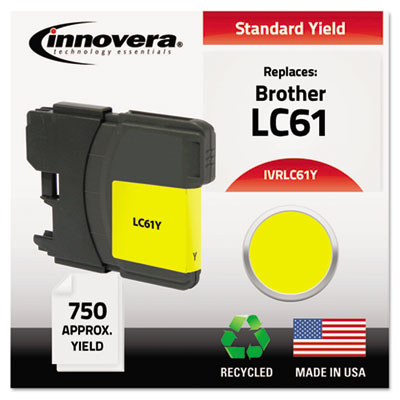 innovera
technology essentials
Standard Yield
Replaces:
Brother
LC61
IVRLC61Y
LC61Y
Y
750
APPROX.
YIELD
RECYCLED
MADE IN USA